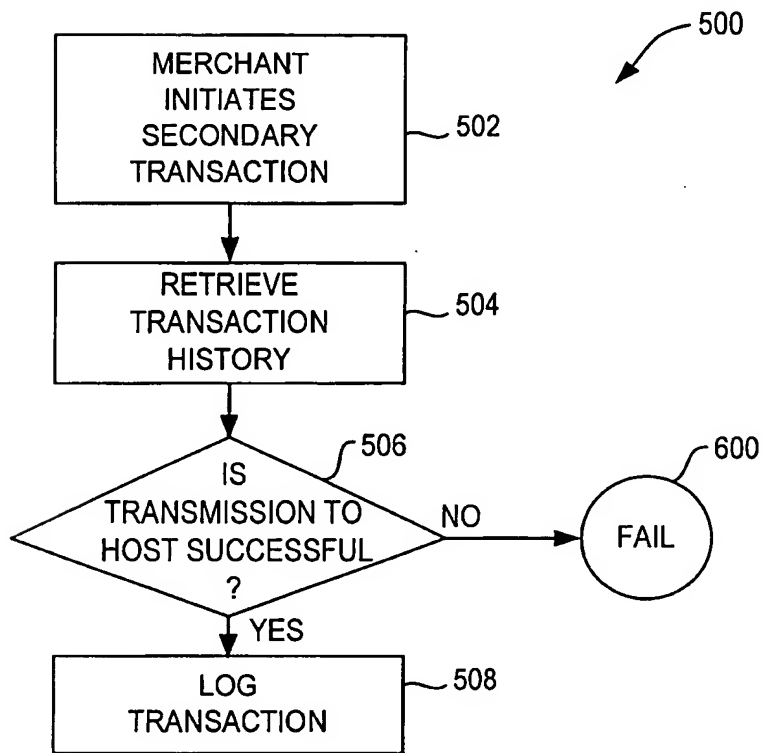 500
MERCHANT
INITIATES
SECONDARY
TRANSACTION
502
RETRIEVE
TRANSACTION
HISTORY
504
506
IS
TRANSMISSION TO
HOST SUCCESSFUL
?
NO
600
FAIL
YES
LOG
TRANSACTION
508